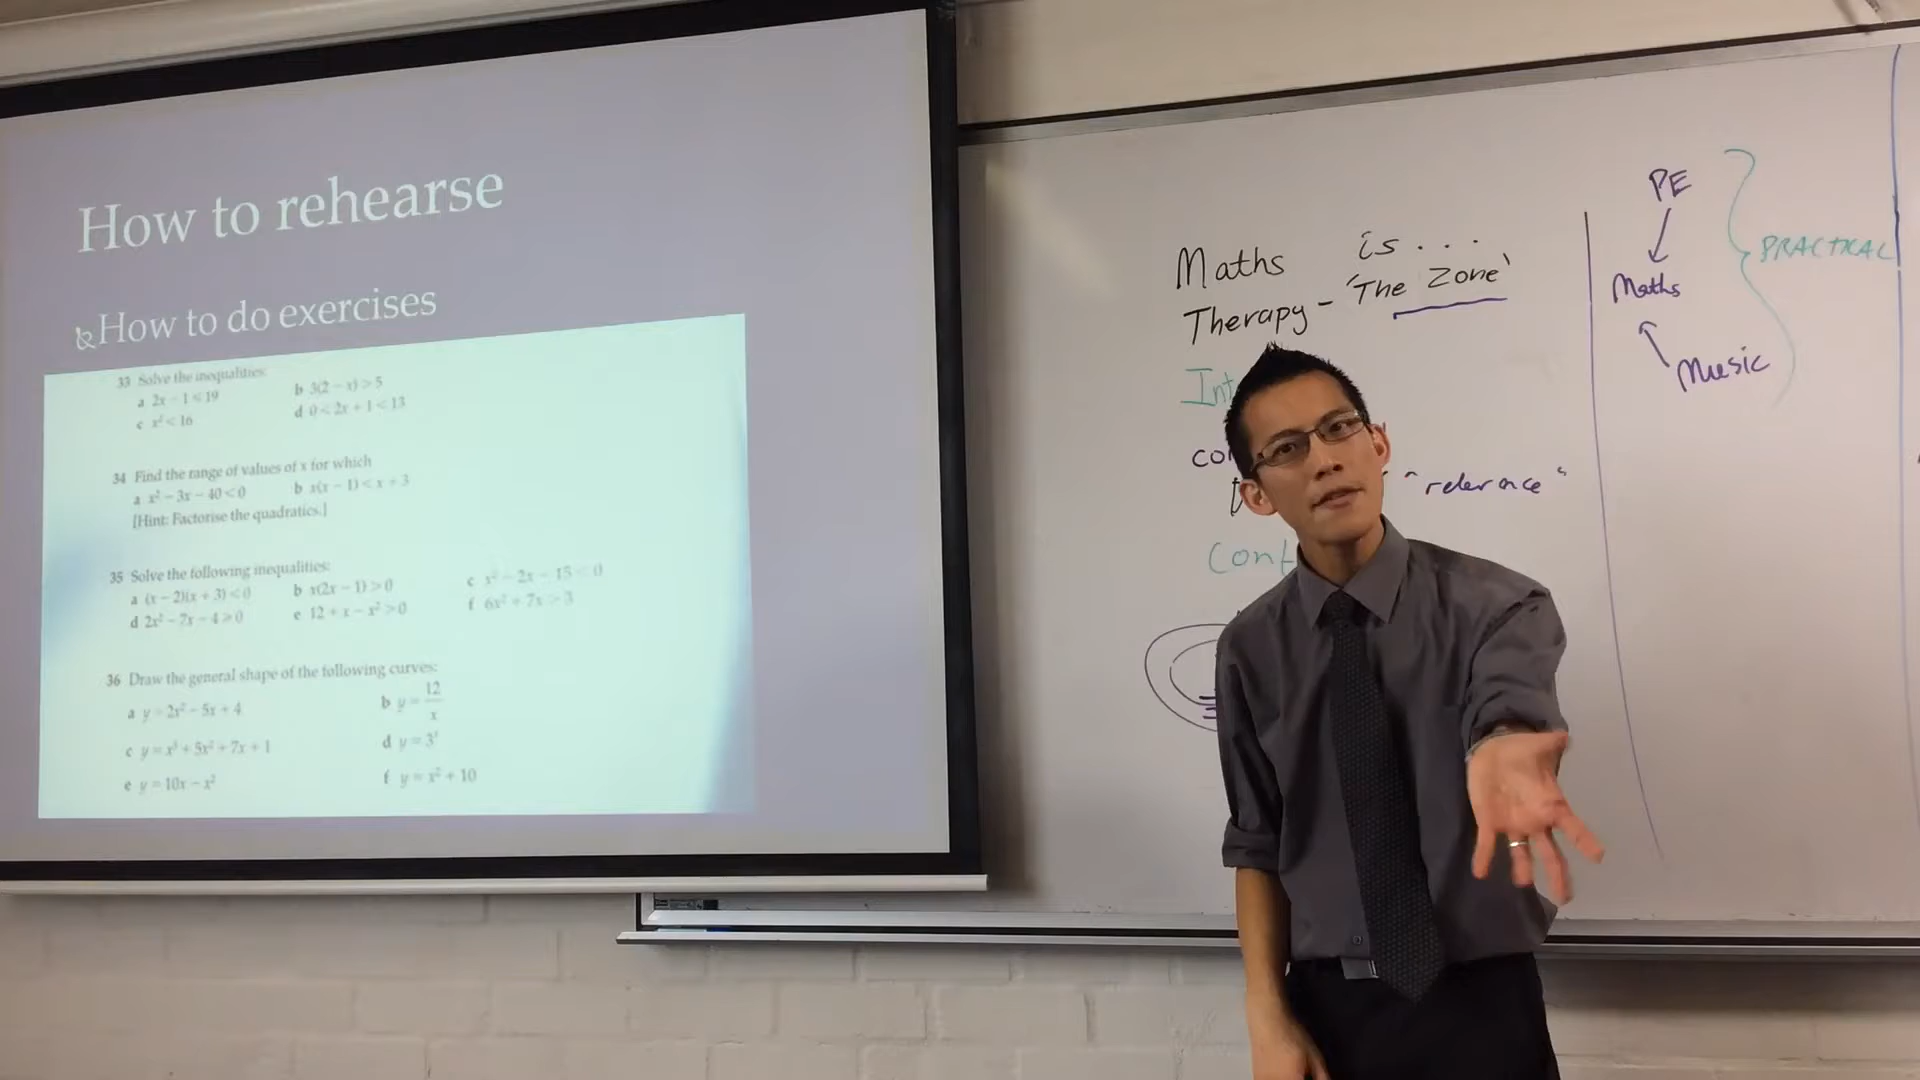 How to rehearse
How to do exercises
33 Solve the inequalities:
a 2x - 1 < 19
b 3(2 - x) > 5
c x² < 16
d 0 < 2x + 1 < 13
34 Find the range of values of x for which
a x² - 3x - 40 < 0
b x(x - 1) < x + 3
[Hint: Factorise the quadratics.]
35 Solve the following inequalities:
a (x - 2)(x + 3) < 0
b x(2x - 1) > 0
c x² - 2x - 15 < 0
d 2x² - 7x - 4 ≥ 0
e 12 + x - x² > 0
f 6x² + 7x > 3
36 Draw the general shape of the following curves:
a y = 2x² - 5x + 4
b y = 12/x
c y = x³ + 5x² + 7x + 1
d y = 3ˣ
e y = 10x - x²
f y = x² + 10
Maths is...
Therapy - 'The Zone'
"relevance"
PE
Maths
Music
PRACTICAL